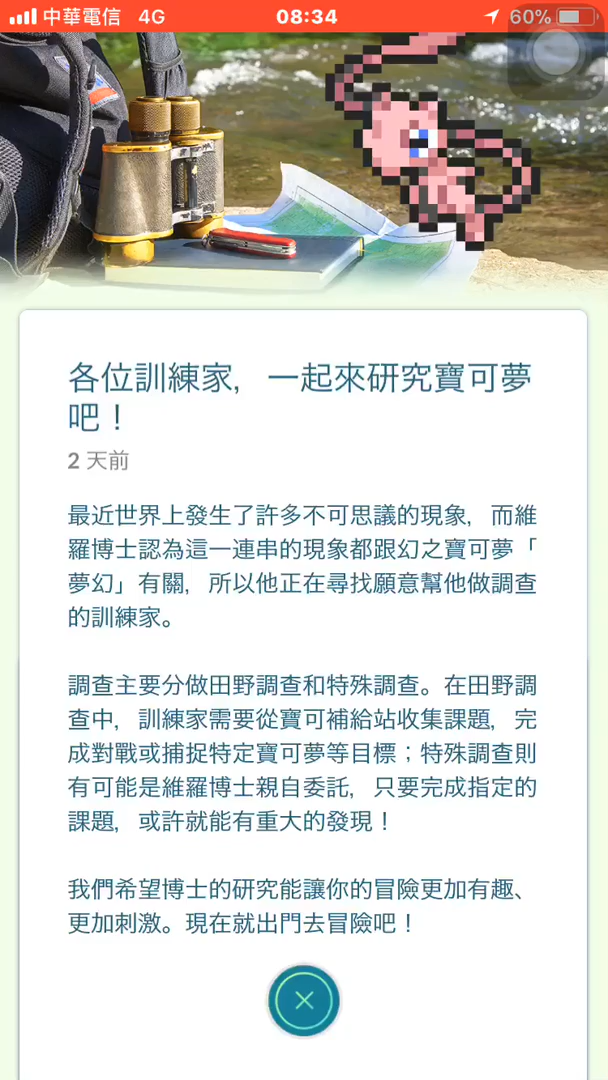 中華電信 4G 08:34 60%
各位訓練家，一起來研究寶可夢
吧！
2 天前
最近世界上發生了許多不可思議的現象，而維
羅博士認為這一連串的現象都跟幻之寶可夢「
夢幻」有關，所以他正在尋找願意幫他做調查
的訓練家。
調查主要分做田野調查和特殊調查。在田野調
查中，訓練家需要從寶可補給站收集課題，完
成對戰或捕捉特定寶可夢等目標；特殊調查則
有可能是維羅博士親自委託，只要完成指定的
課題，或許就能有重大的發現！
我們希望博士的研究能讓你的冒險更加有趣、
更加刺激。現在就出門去冒險吧！